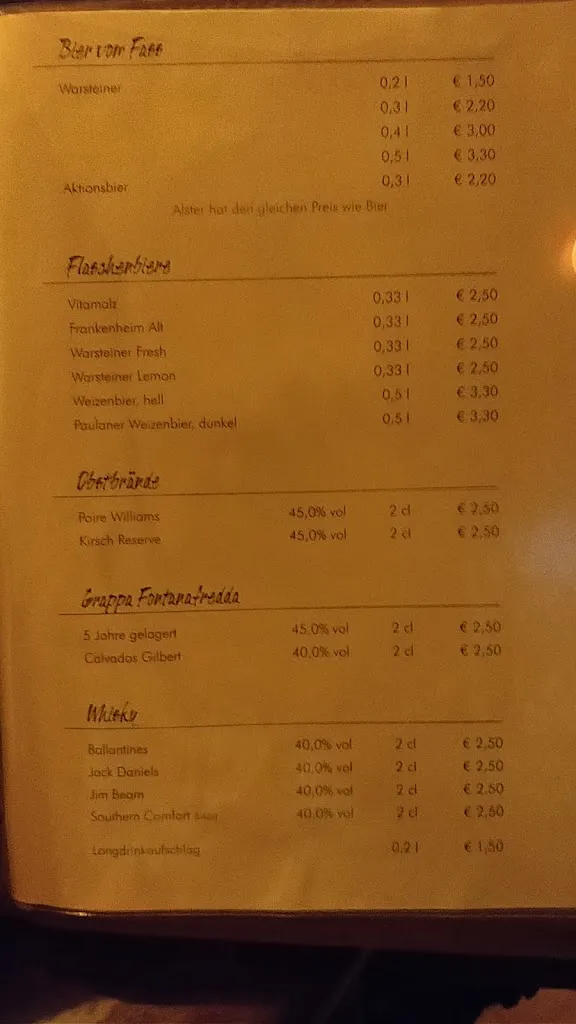 Bier vom Fass
Warsteiner 0,2 l € 1,50
0,3 l € 2,20
0,4 l € 3,00
0,5 l € 3,30
Aktionsbier 0,3 l € 2,20
Alster hat den gleichen Preis wie Bier
Flaschenbiere
Vitamalz 0,33 l € 2,50
Frankenheim Alt 0,33 l € 2,50
Warsteiner Fresh 0,33 l € 2,50
Warsteiner Lemon 0,33 l € 2,50
Weizenbier, hell 0,5 l € 3,30
Paulaner Weizenbier, dunkel 0,5 l € 3,30
Obstbrände
Poire Williams 45,0% vol 2 cl € 2,50
Kirsch Reserve 45,0% vol 2 cl € 2,50
Grappa Fontanafredda
5 Jahre gelagert 45,0% vol 2 cl € 2,50
Calvados Gilbert 40,0% vol 2 cl € 2,50
Whisky
Ballantines 40,0% vol 2 cl € 2,50
Jack Daniels 40,0% vol 2 cl € 2,50
Jim Beam 40,0% vol 2 cl € 2,50
Southern Comfort 40,0% vol 2 cl € 2,50
Longdrinkaufschlag 0,2 l € 1,50